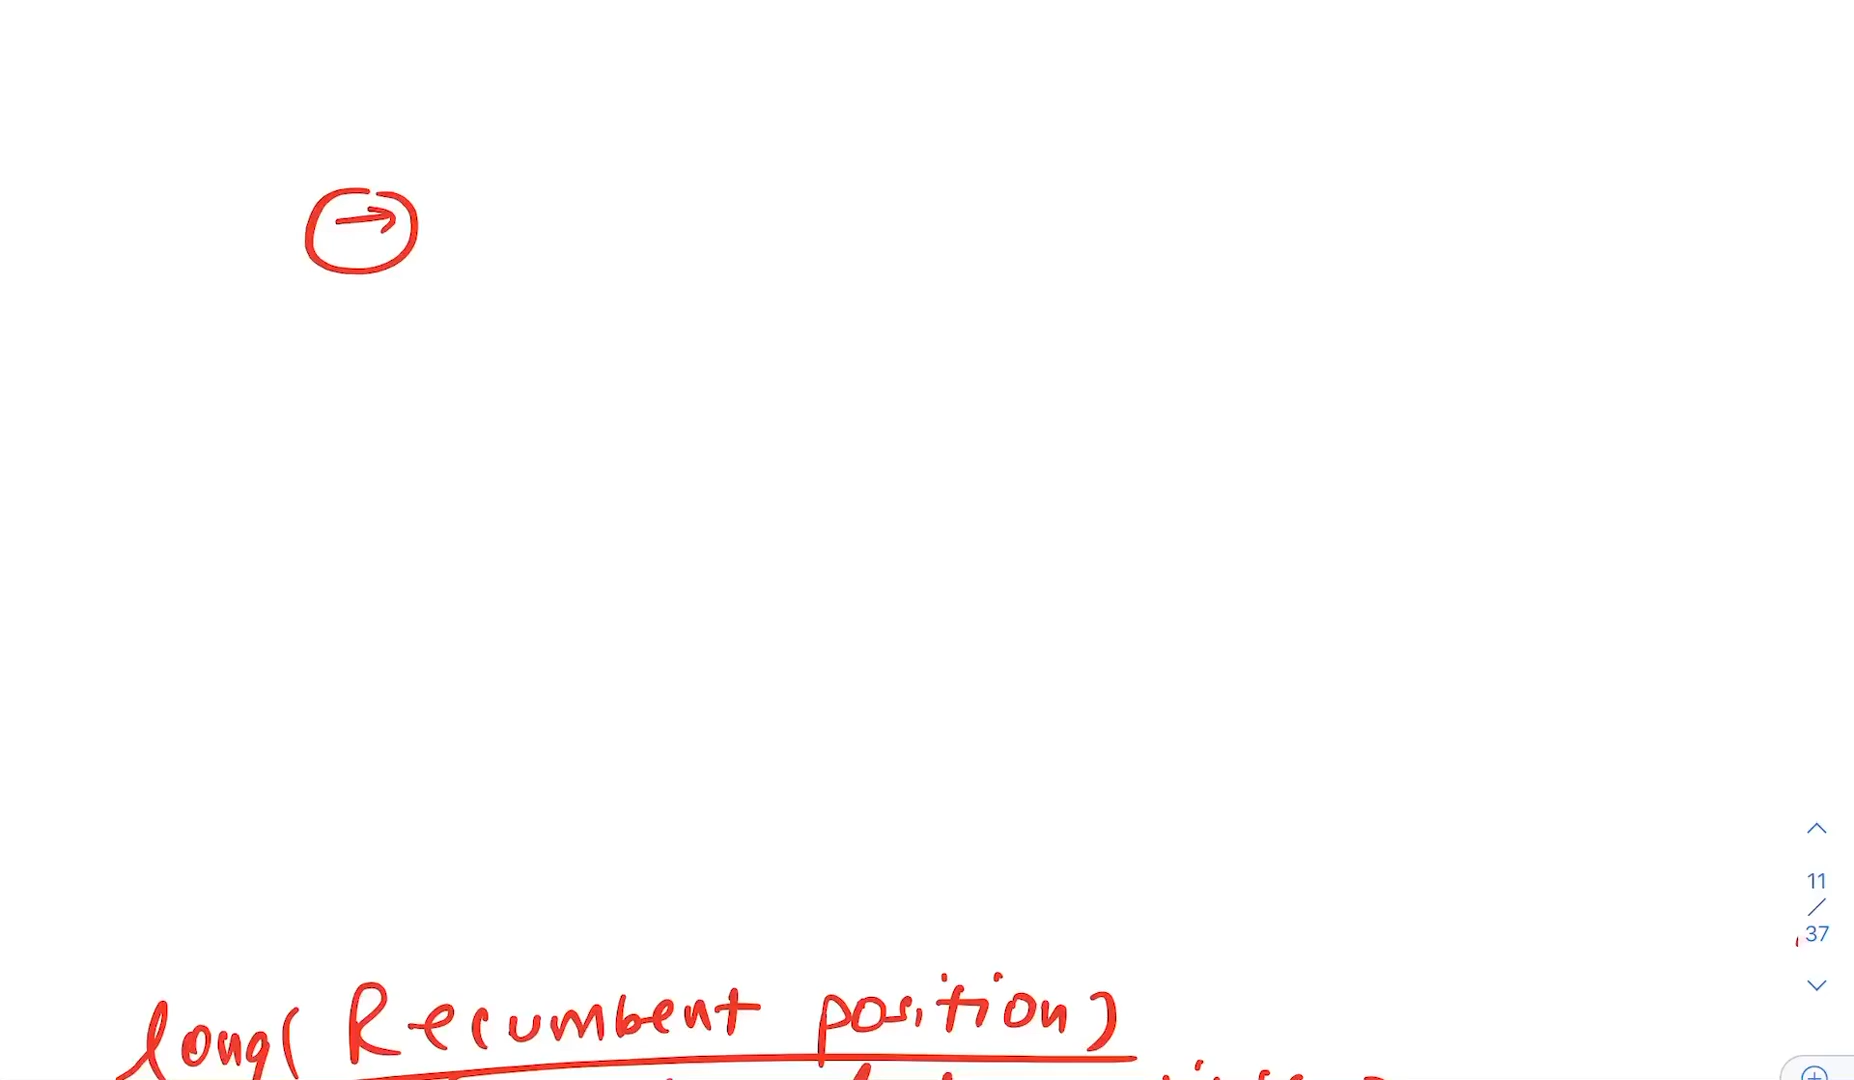 →
11
/
37
long( Recumbent position)